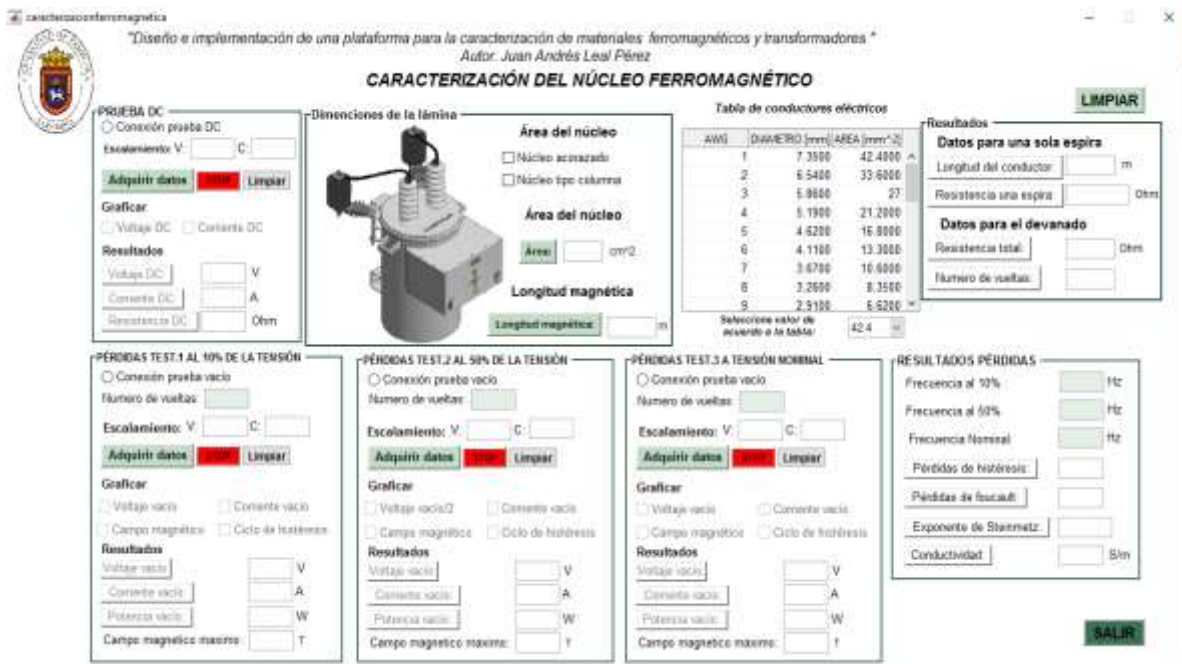 caracterizacionferromagnetica
"Diseño e implementación de una plataforma para la caracterización de materiales ferromagnéticos y transformadores "
Autor: Juan Andrés Leal Pérez
CARACTERIZACIÓN DEL NÚCLEO FERROMAGNÉTICO
LIMPIAR
PRUEBA DC
Conexión prueba DC
Escalamiento: V: C:
Adquirir datos STOP Limpiar
Graficar
Voltaje DC Corriente DC
Resultados
Voltaje DC: V
Corriente DC: A
Resistencia DC: Ohm
Dimenciones de la lámina
Área del núcleo
Núcleo acorazado
Núcleo tipo columna
Área del núcleo
Area: cm^2
Longitud magnética
Longitud magnética: m
Tabla de conductores eléctricos
AWG DIAMETRO [mm] AREA [mm^2]
1 7.3500 42.4000
2 6.5400 33.6000
3 5.8600 27
4 5.1900 21.2000
5 4.6200 16.8000
6 4.1100 13.3000
7 3.6700 10.6000
8 3.2600 8.3500
9 2.9100 6.6200
Seleccione valor de
acuerdo a la tabla: 42.4
Resultados
Datos para una sola espira
Longitud del conductor: m
Resistencia una espira: Ohm
Datos para el devanado
Resistencia total: Ohm
Numero de vueltas:
PÉRDIDAS TEST.1 AL 10% DE LA TENSIÓN
Conexión prueba vacío
Numero de vueltas:
Escalamiento: V: C:
Adquirir datos STOP Limpiar
Graficar
Voltaje vacío Corriente vacío
Campo magnético Ciclo de histéresis
Resultados
Voltaje vacío: V
Corriente vacío: A
Potencia vacío: W
Campo magnetico maximo: T
PÉRDIDAS TEST.2 AL 50% DE LA TENSIÓN
Conexión prueba vacío
Numero de vueltas:
Escalamiento: V: C:
Adquirir datos STOP Limpiar
Graficar
Voltaje vacío/2 Corriente vacío
Campo magnético Ciclo de histéresis
Resultados
Voltaje vacío: V
Corriente vacío: A
Potencia vacío: W
Campo magnetico maximo: T
PÉRDIDAS TEST.3 A TENSIÓN NOMINAL
Conexión prueba vacío
Numero de vueltas:
Escalamiento: V: C:
Adquirir datos STOP Limpiar
Graficar
Voltaje vacío Corriente vacío
Campo magnético Ciclo de histéresis
Resultados
Voltaje vacío: V
Corriente vacío: A
Potencia vacío: W
Campo magnetico maximo: T
RESULTADOS PÉRDIDAS
Frecuencia al 10% Hz
Frecuencia al 50% Hz
Frecuencia Nominal: Hz
Pérdidas de histéresis:
Pérdidas de foucault:
Exponente de Steinmetz:
Conductividad: S/m
SALIR